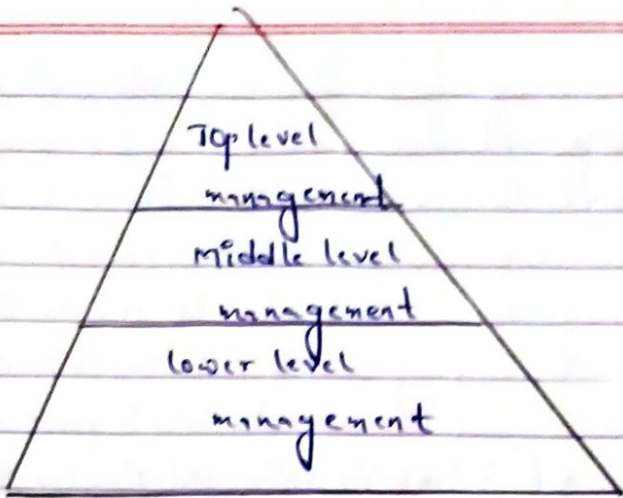 Top level
management
Middle level
management
lower level
management